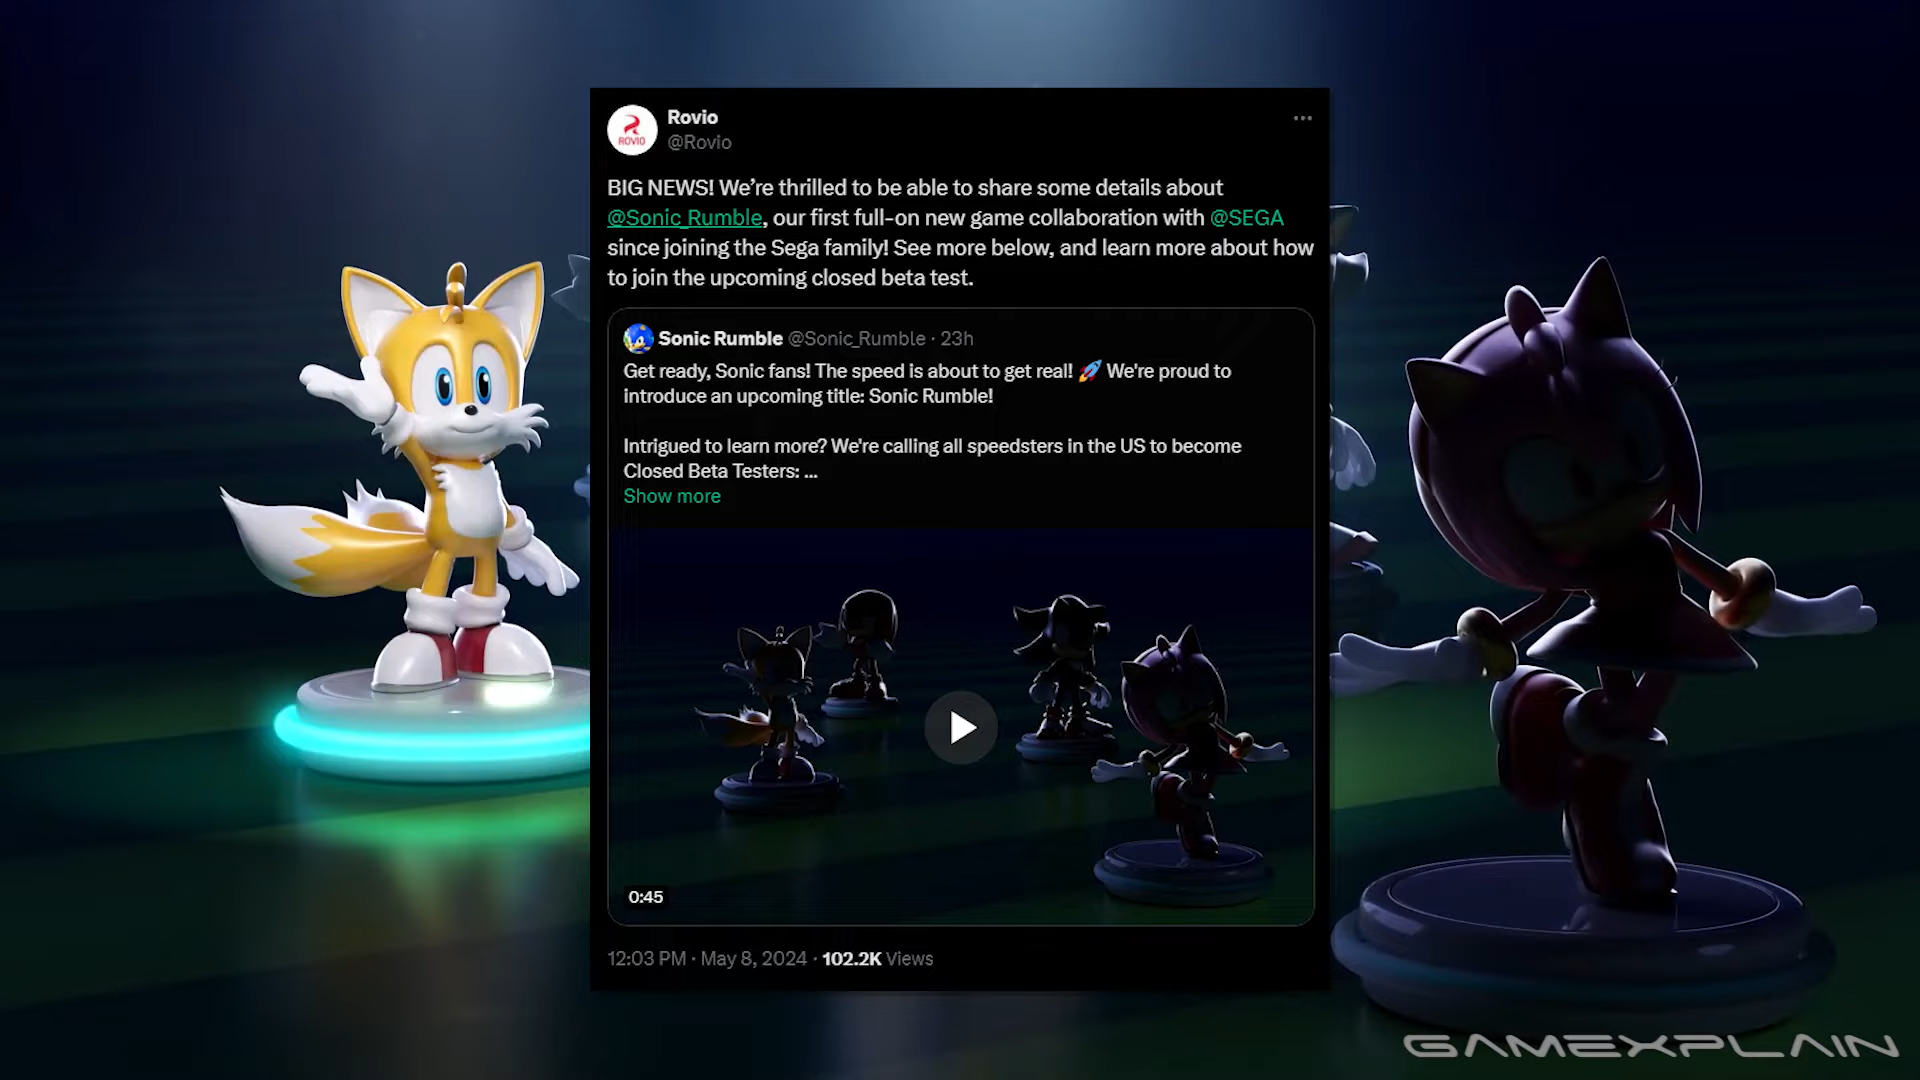 Rovio
ROVIO
@Rovio
BIG NEWS! We’re thrilled to be able to share some details about
@Sonic_Rumble, our first full-on new game collaboration with @SEGA
since joining the Sega family! See more below, and learn more about how
to join the upcoming closed beta test.
Sonic Rumble @Sonic_Rumble · 23h
Get ready, Sonic fans! The speed is about to get real! 🚀 We're proud to
introduce an upcoming title: Sonic Rumble!
Intrigued to learn more? We're calling all speedsters in the US to become
Closed Beta Testers: ...
Show more
0:45
12:03 PM · May 8, 2024 · 102.2K Views
GAMEXPLAIN